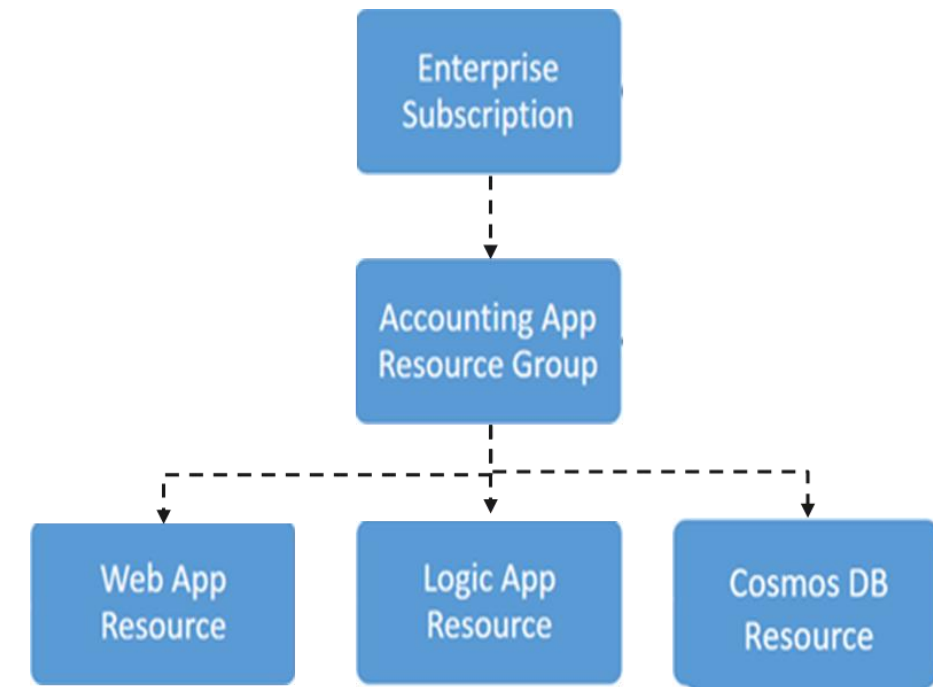 Enterprise
Subscription
Accounting App
Resource Group
Web App
Resource
Logic App
Resource
Cosmos DB
Resource